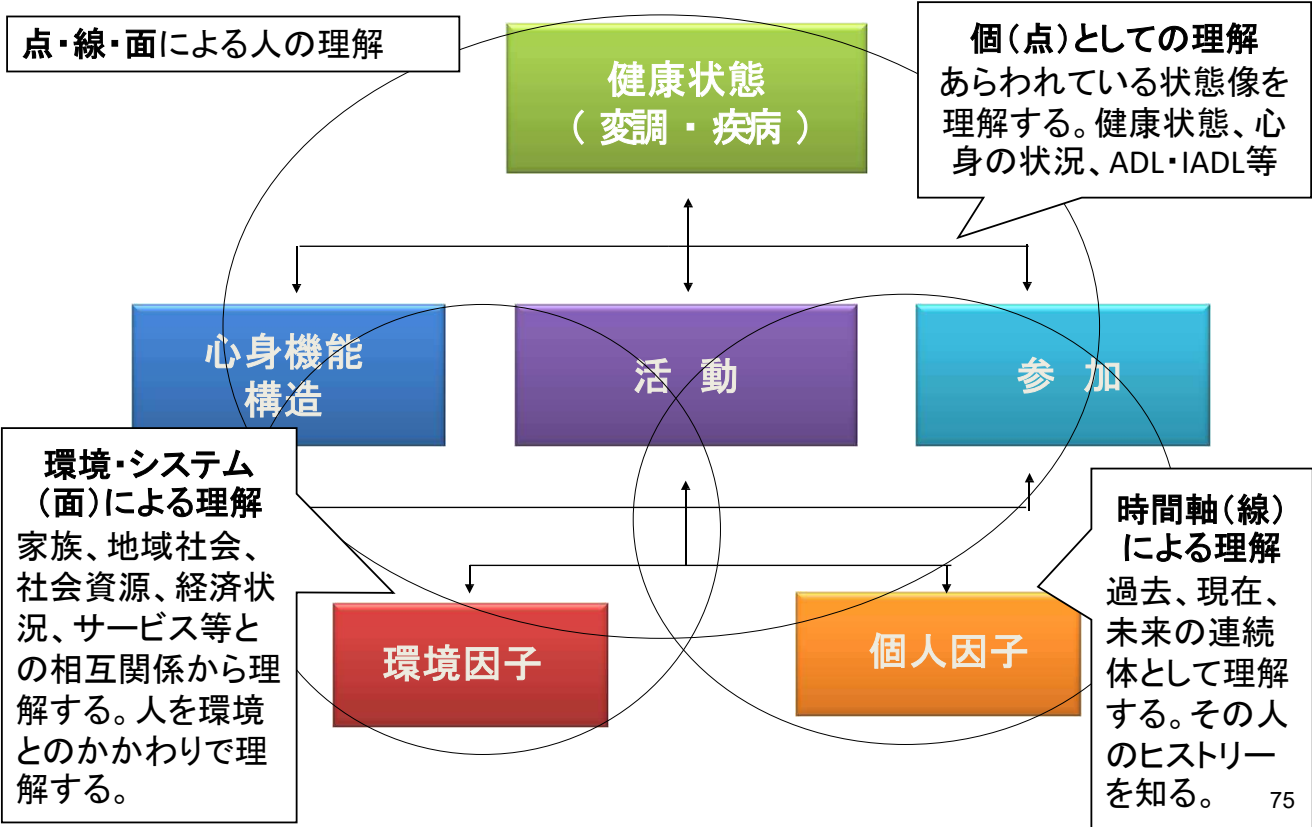 点・線・面による人の理解
個（点）としての理解
あらわれている状態像を
理解する。健康状態、心
身の状況、ADL・IADL等
健康状態
（ 変調 ・ 疾病 ）
心身機能
構造
活 動
参 加
環境・システム
（面）による理解
家族、地域社会、
社会資源、経済状
況、サービス等と
の相互関係から理
解する。人を環境
とのかかわりで理
解する。
時間軸（線）
による理解
過去、現在、
未来の連続
体として理解
する。その人
のヒストリー
を知る。
環境因子
個人因子
75